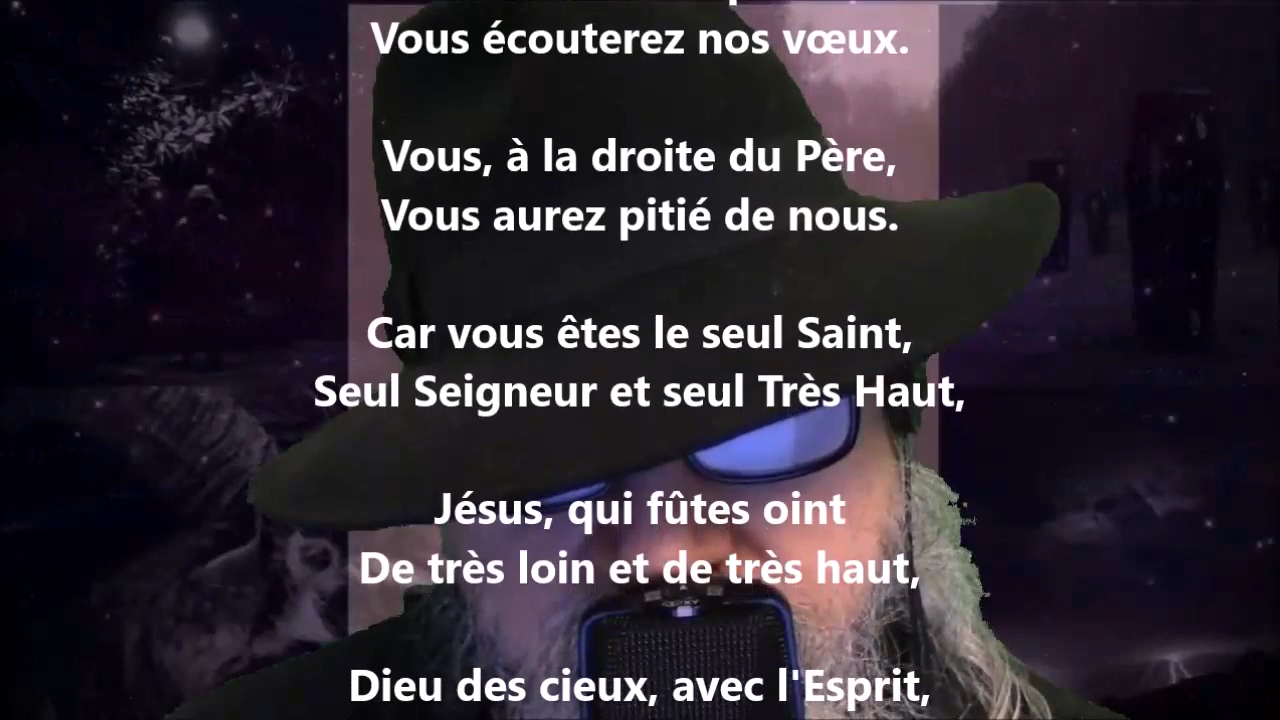 Vous écouterez nos vœux.
Vous, à la droite du Père,
Vous aurez pitié de nous.
Car vous êtes le seul Saint,
Seul Seigneur et seul Très Haut,
Jésus, qui fûtes oint
De très loin et de très haut,
Dieu des cieux, avec l'Esprit,